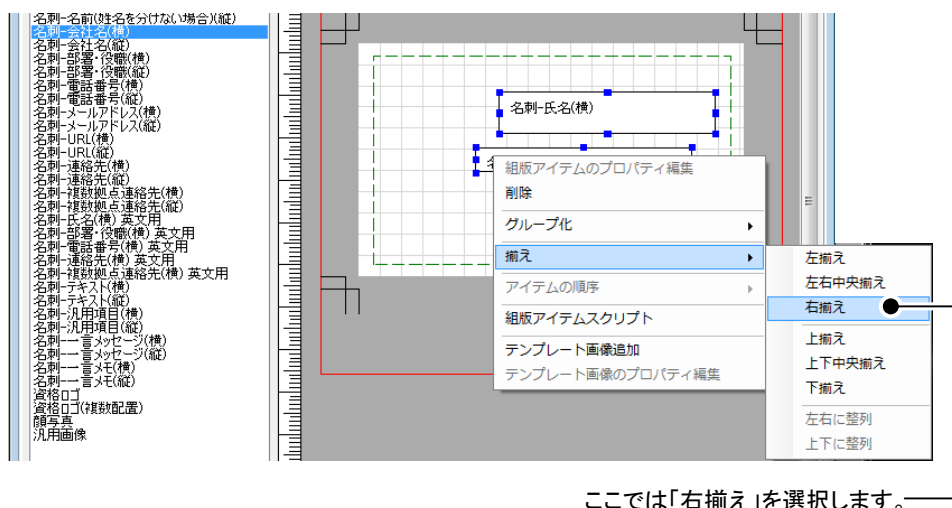 名刺-名前(姓名を分けない場合)(縦)
名刺-会社名(横)
名刺-会社名(縦)
名刺-部署・役職(横)
名刺-部署・役職(縦)
名刺-電話番号(横)
名刺-電話番号(縦)
名刺-メールアドレス(横)
名刺-メールアドレス(縦)
名刺-URL(横)
名刺-URL(縦)
名刺-連絡先(横)
名刺-連絡先(縦)
名刺-複数拠点連絡先(横)
名刺-複数拠点連絡先(縦)
名刺-氏名(横) 英文用
名刺-部署・役職(横) 英文用
名刺-電話番号(横) 英文用
名刺-連絡先(横) 英文用
名刺-複数拠点連絡先(横) 英文用
名刺-テキスト(横)
名刺-テキスト(縦)
名刺-汎用項目(横)
名刺-汎用項目(縦)
名刺-一言メッセージ(横)
名刺-一言メッセージ(縦)
名刺-一言メモ(横)
名刺-一言メモ(縦)
資格ロゴ
資格ロゴ(複数配置)
顔写真
汎用画像
名刺-氏名(横)
組版アイテムのプロパティ編集
削除
グループ化
揃え
アイテムの順序
組版アイテムスクリプト
テンプレート画像追加
テンプレート画像のプロパティ編集
左揃え
左右中央揃え
右揃え
上揃え
上下中央揃え
下揃え
左右に整列
上下に整列
ここでは「右揃え」を選択します。